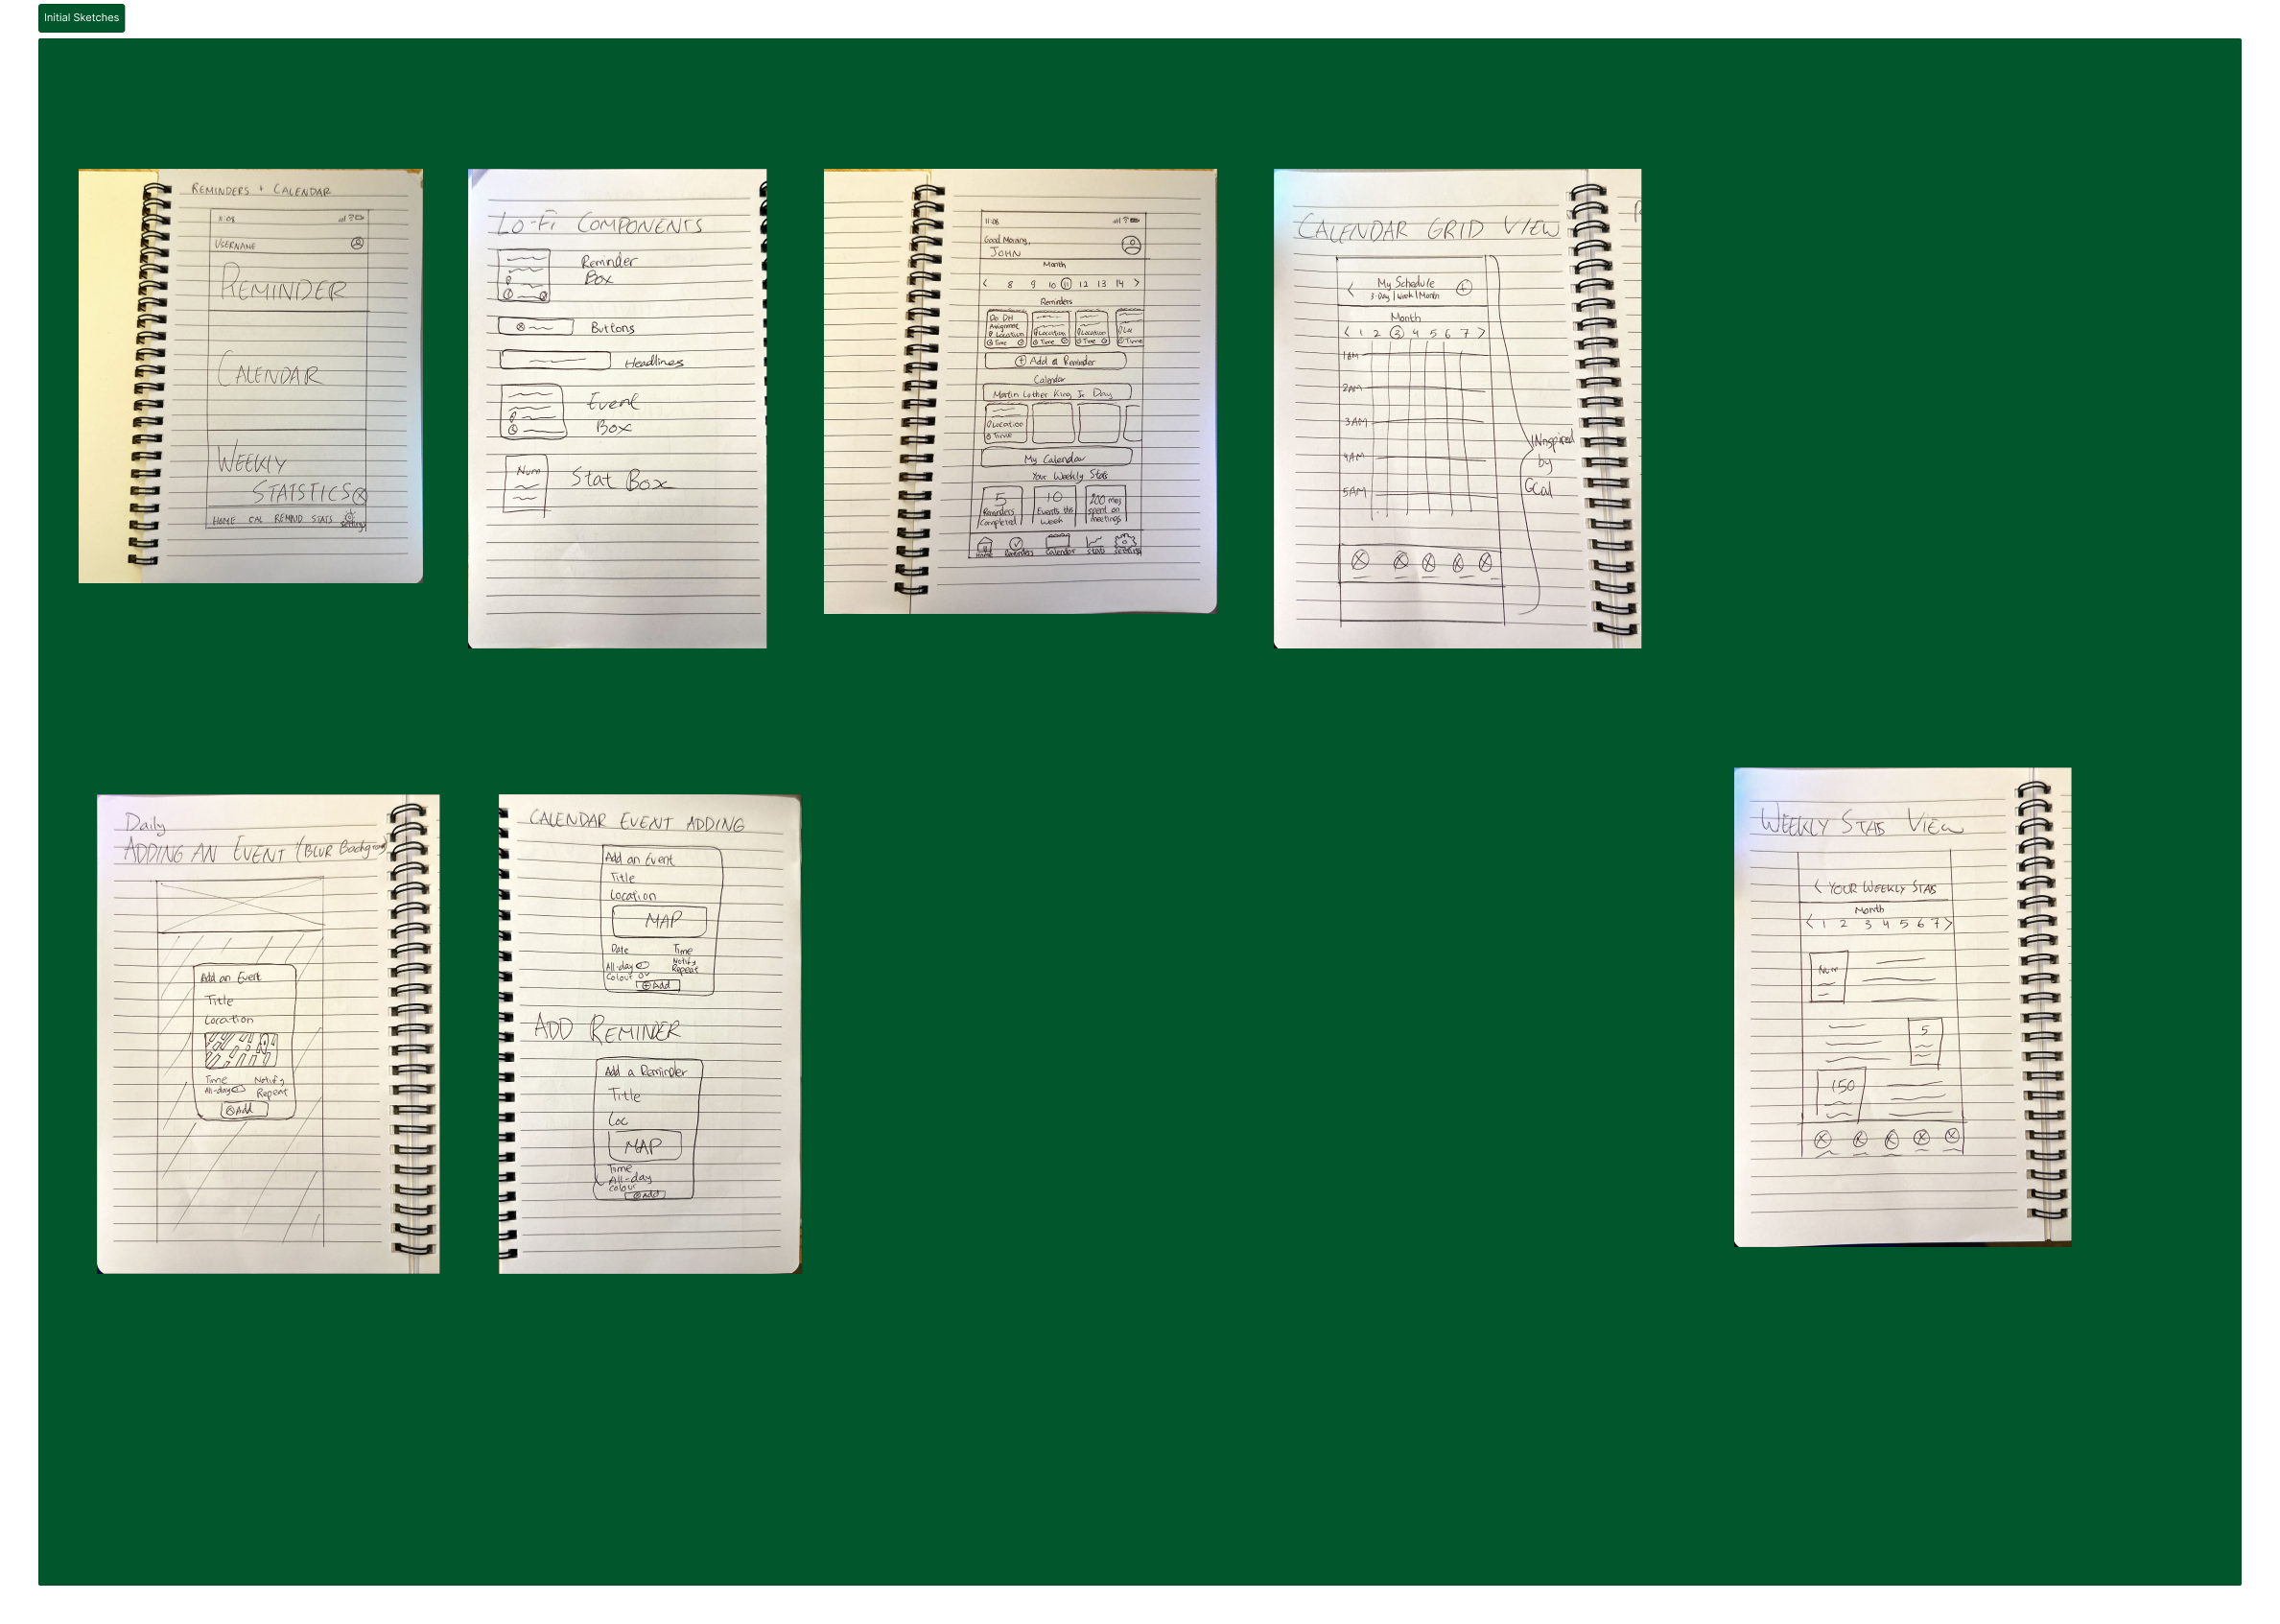 Initial Sketches
REMINDERS + CALENDAR
11:08
USERNAME
REMINDER
CALENDAR
WEEKLY
STATSTICS
HOME CAL REMIND STATS Settings
LO-FI COMPONENTS
Reminder
Box
Buttons
Headlines
Event
Box
Num
Stat Box
11:08
Good Morning,
JOHN
Month
< 8 9 10 11 12 13 14 >
Reminders
Do DH
Assignment
Location Location Location Loc
Time Time Time Time
+ Add a Reminder
Calendar
Martin Luther King Jr Day
Location
Time
My Calendar
Your Weekly Stats
5 10 200 mins
Reminders Events this spent on
Completed week meetings
Home Reminders Calendar Stats Settings
CALENDAR GRID VIEW
< My Schedule +
3-Day | Week | Month
Month
< 1 2 3 4 5 6 7 >
1AM
2AM
3AM
4AM
5AM
INnspired
by
GCal
Daily
ADDING AN EVENT (BLUR Background)
Add an Event
Title
Location
Time Notify
All-day Repeat
Add
CALENDAR EVENT ADDING
Add an Event
Title
Location
MAP
Date Time
All-day Notify
Colour Repeat
+ Add
ADD REMINDER
Add a Reminder
Title
Loc
MAP
Time
All-day
Colour
Add
WEEKLY STATS VIEW
< YOUR WEEKLY STATS
Month
< 1 2 3 4 5 6 7 >
Num
5
150